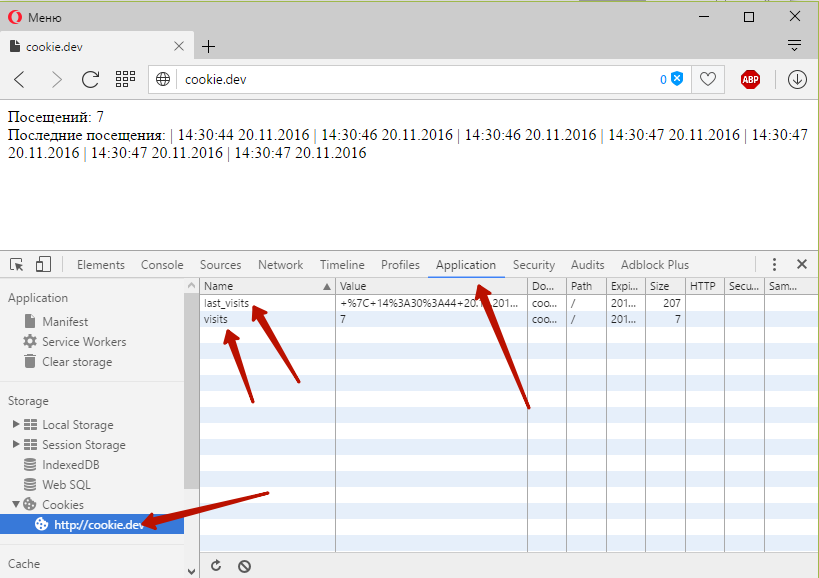 Меню
cookie.dev
cookie.dev 0 ABP
Посещений: 7
Последние посещения: | 14:30:44 20.11.2016 | 14:30:46 20.11.2016 | 14:30:46 20.11.2016 | 14:30:47 20.11.2016 | 14:30:47
20.11.2016 | 14:30:47 20.11.2016 | 14:30:47 20.11.2016
Elements Console Sources Network Timeline Profiles Application Security Audits Adblock Plus
Application
Manifest
Service Workers
Clear storage
Storage
Local Storage
Session Storage
IndexedDB
Web SQL
Cookies
http://cookie.dev
Cache
Name Value Do... Path Expi... Size HTTP Secu... Sam...
last_visits +%7C+14%3A30%3A44+20.11.201... coo... / 201... 207
visits 7 coo... / 201... 7